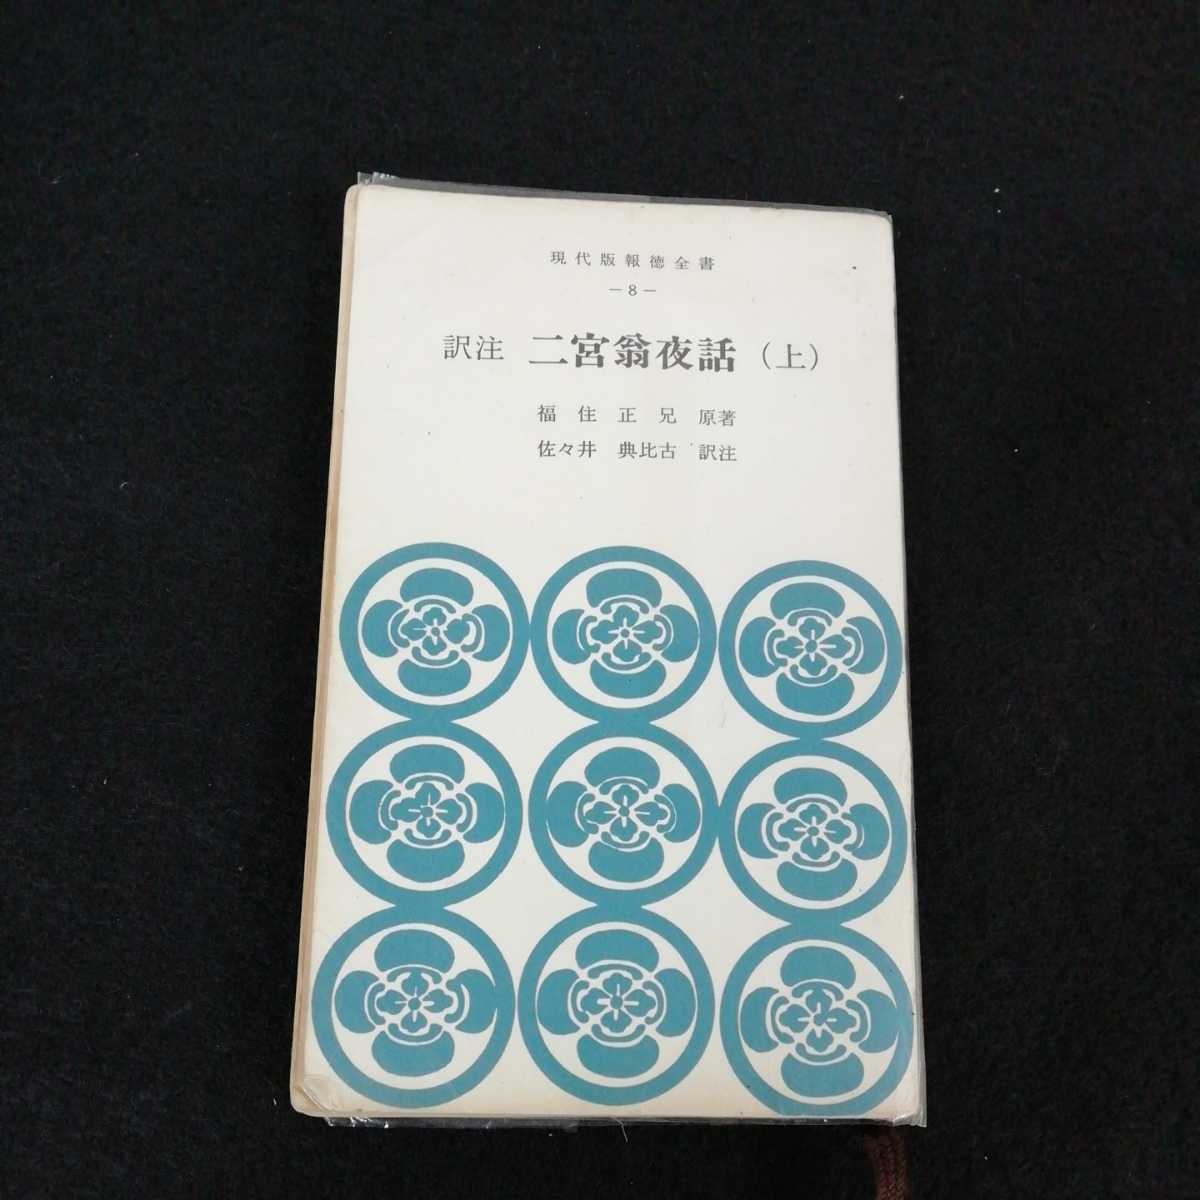 現代版報徳全書
－8－
訳注 二宮翁夜話（上）
福住正兄 原著
佐々井 典比古 訳注